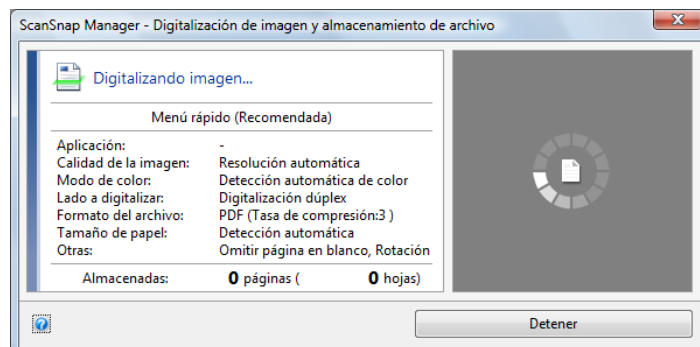 ScanSnap Manager - Digitalización de imagen y almacenamiento de archivo
Digitalizando imagen...
Menú rápido (Recomendada)
Aplicación: -
Calidad de la imagen: Resolución automática
Modo de color: Detección automática de color
Lado a digitalizar: Digitalización dúplex
Formato del archivo: PDF (Tasa de compresión:3 )
Tamaño de papel: Detección automática
Otras: Omitir página en blanco, Rotación
Almacenadas: 0 páginas ( 0 hojas)
Detener